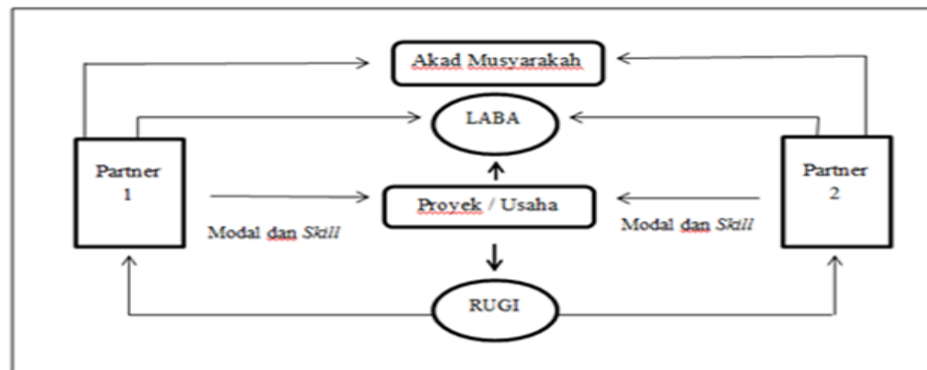 Akad Musyarakah
LABA
Partner
1
Partner
2
Proyek / Usaha
Modal dan Skill
Modal dan Skill
RUGI